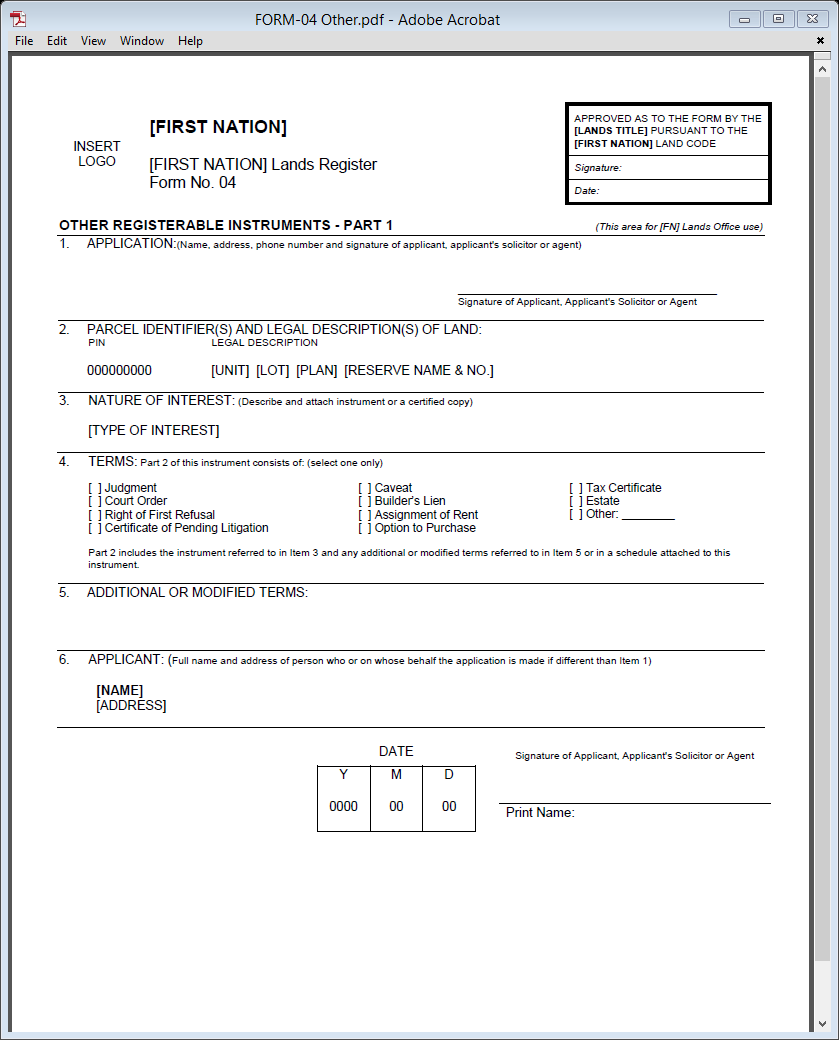 FORM-04 Other.pdf - Adobe Acrobat
File Edit View Window Help
INSERT
LOGO
[FIRST NATION]
[FIRST NATION] Lands Register
Form No. 04
APPROVED AS TO THE FORM BY THE
[LANDS TITLE] PURSUANT TO THE
[FIRST NATION] LAND CODE
Signature:
Date:
OTHER REGISTERABLE INSTRUMENTS - PART 1
(This area for [FN] Lands Office use)
1. APPLICATION:(Name, address, phone number and signature of applicant, applicant's solicitor or agent)
Signature of Applicant, Applicant's Solicitor or Agent
2. PARCEL IDENTIFIER(S) AND LEGAL DESCRIPTION(S) OF LAND:
PIN LEGAL DESCRIPTION
000000000 [UNIT] [LOT] [PLAN] [RESERVE NAME & NO.]
3. NATURE OF INTEREST: (Describe and attach instrument or a certified copy)
[TYPE OF INTEREST]
4. TERMS: Part 2 of this instrument consists of: (select one only)
[ ] Judgment [ ] Caveat [ ] Tax Certificate
[ ] Court Order [ ] Builder's Lien [ ] Estate
[ ] Right of First Refusal [ ] Assignment of Rent [ ] Other: ________
[ ] Certificate of Pending Litigation [ ] Option to Purchase
Part 2 includes the instrument referred to in Item 3 and any additional or modified terms referred to in Item 5 or in a schedule attached to this
instrument.
5. ADDITIONAL OR MODIFIED TERMS:
6. APPLICANT: (Full name and address of person who or on whose behalf the application is made if different than Item 1)
[NAME]
[ADDRESS]
DATE
Y M D
0000 00 00
Signature of Applicant, Applicant's Solicitor or Agent
Print Name: